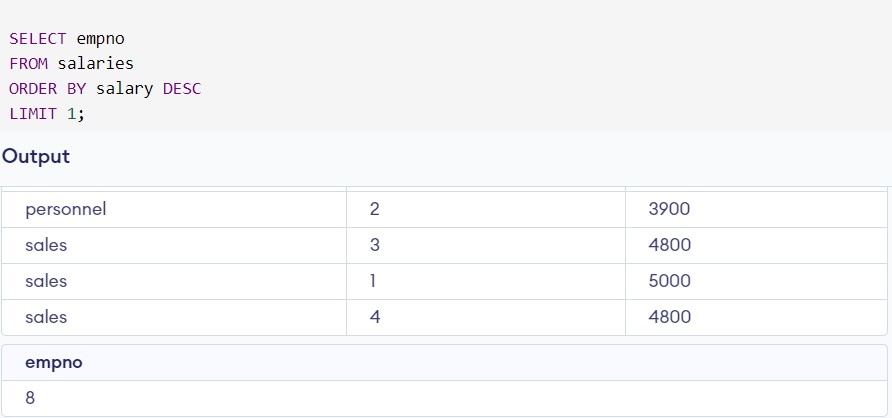 SELECT empno
FROM salaries
ORDER BY salary DESC
LIMIT 1;
Output
personnel 2 3900
sales 3 4800
sales 1 5000
sales 4 4800
empno
8